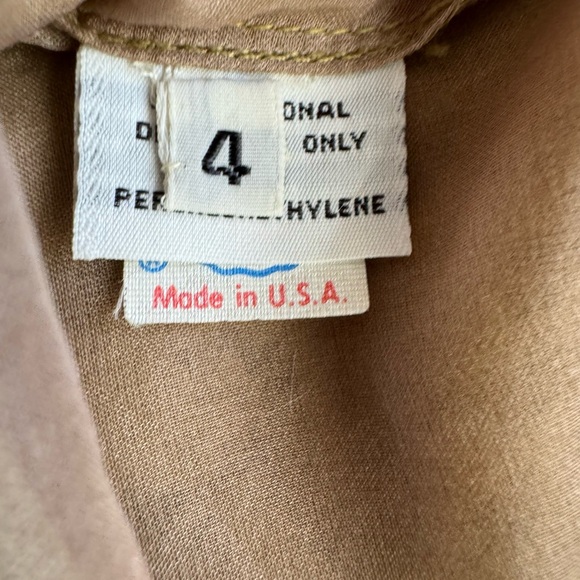 ONAL
D ONLY
4
PER HYLENE
®
Made in U.S.A.